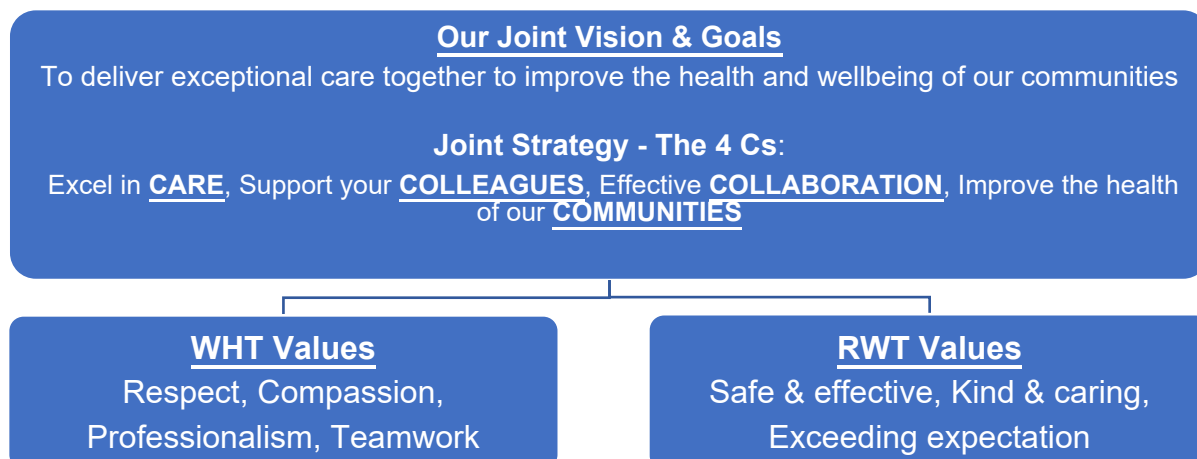 Our Joint Vision & Goals
To deliver exceptional care together to improve the health and wellbeing of our communities
Joint Strategy - The 4 Cs:
Excel in CARE, Support your COLLEAGUES, Effective COLLABORATION, Improve the health
of our COMMUNITIES
WHT Values
Respect, Compassion,
Professionalism, Teamwork
RWT Values
Safe & effective, Kind & caring,
Exceeding expectation